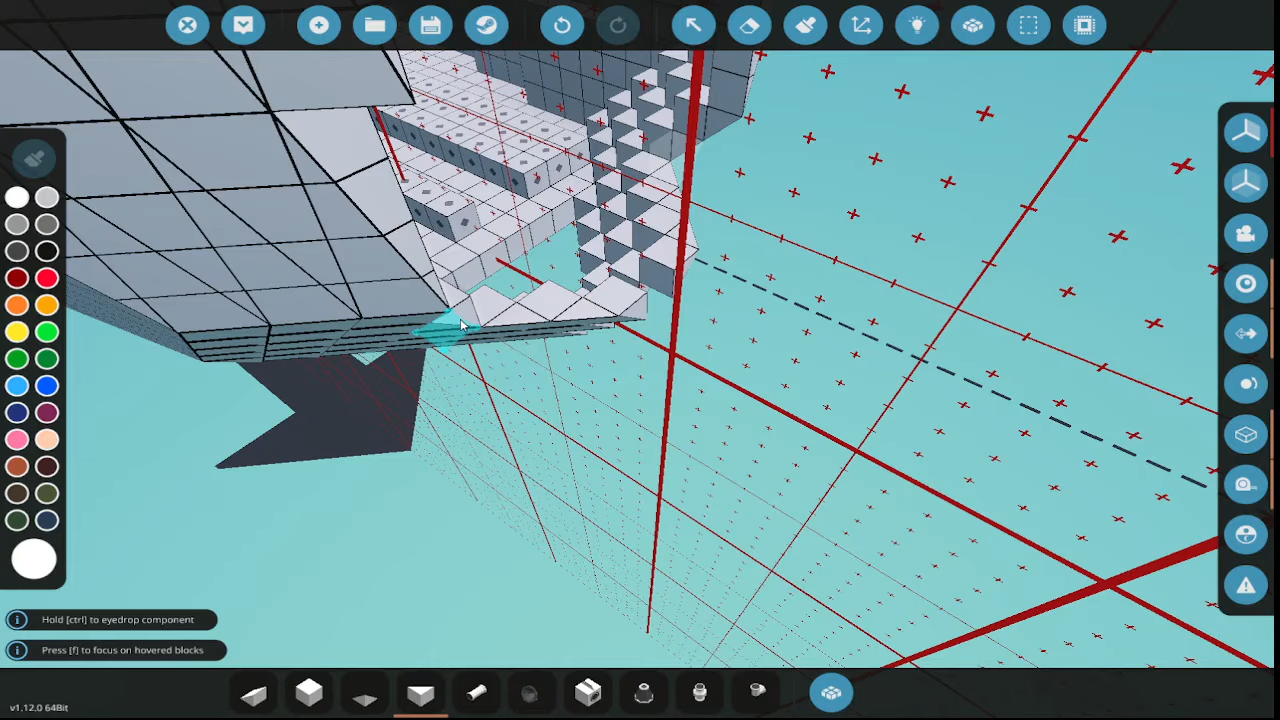 Hold [ctrl] to eyedrop component
Press [f] to focus on hovered blocks
v1.12.0 64Bit